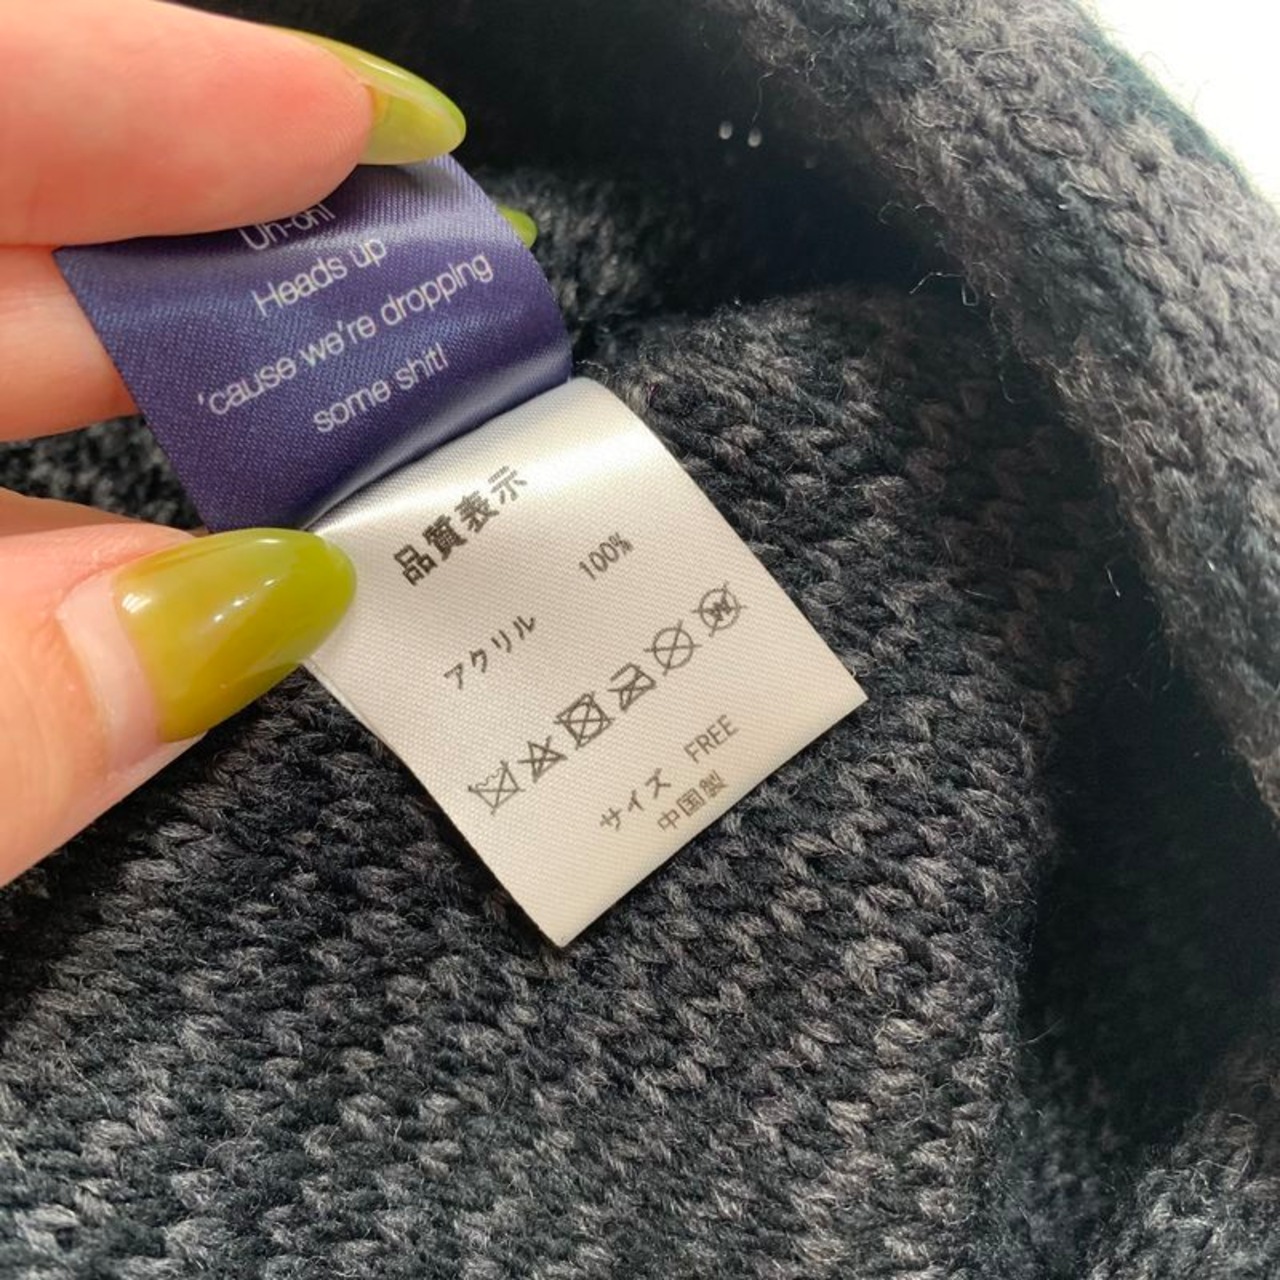 Uh-oh!
Heads up
'cause we're dropping
some shit!
品質表示
アクリル 100%
サイズ FREE
中国製